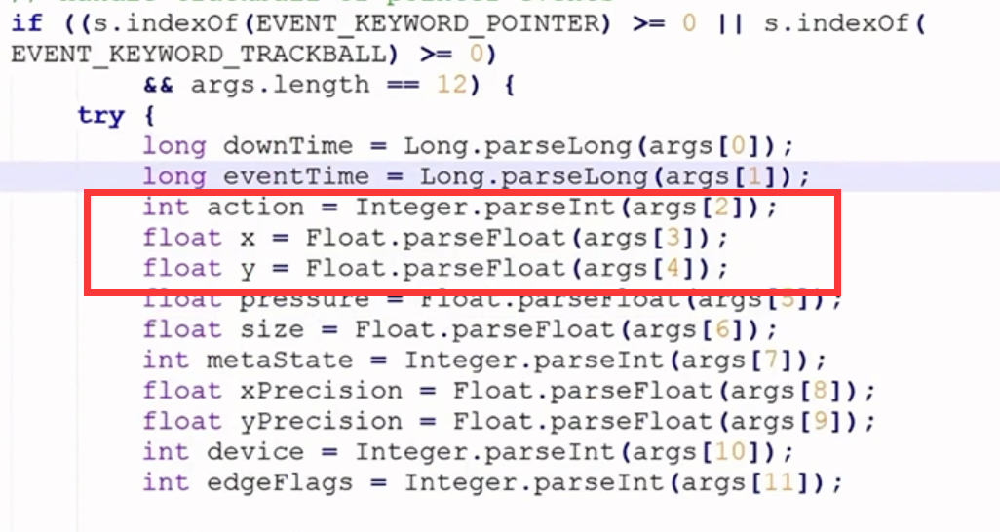 if ((s.indexOf(EVENT_KEYWORD_POINTER) >= 0 || s.indexOf(
EVENT_KEYWORD_TRACKBALL) >= 0)
&& args.length == 12) {
try {
long downTime = Long.parseLong(args[0]);
long eventTime = Long.parseLong(args[1]);
int action = Integer.parseInt(args[2]);
float x = Float.parseFloat(args[3]);
float y = Float.parseFloat(args[4]);
float pressure = Float.parseFloat(args[5]);
float size = Float.parseFloat(args[6]);
int metaState = Integer.parseInt(args[7]);
float xPrecision = Float.parseFloat(args[8]);
float yPrecision = Float.parseFloat(args[9]);
int device = Integer.parseInt(args[10]);
int edgeFlags = Integer.parseInt(args[11]);